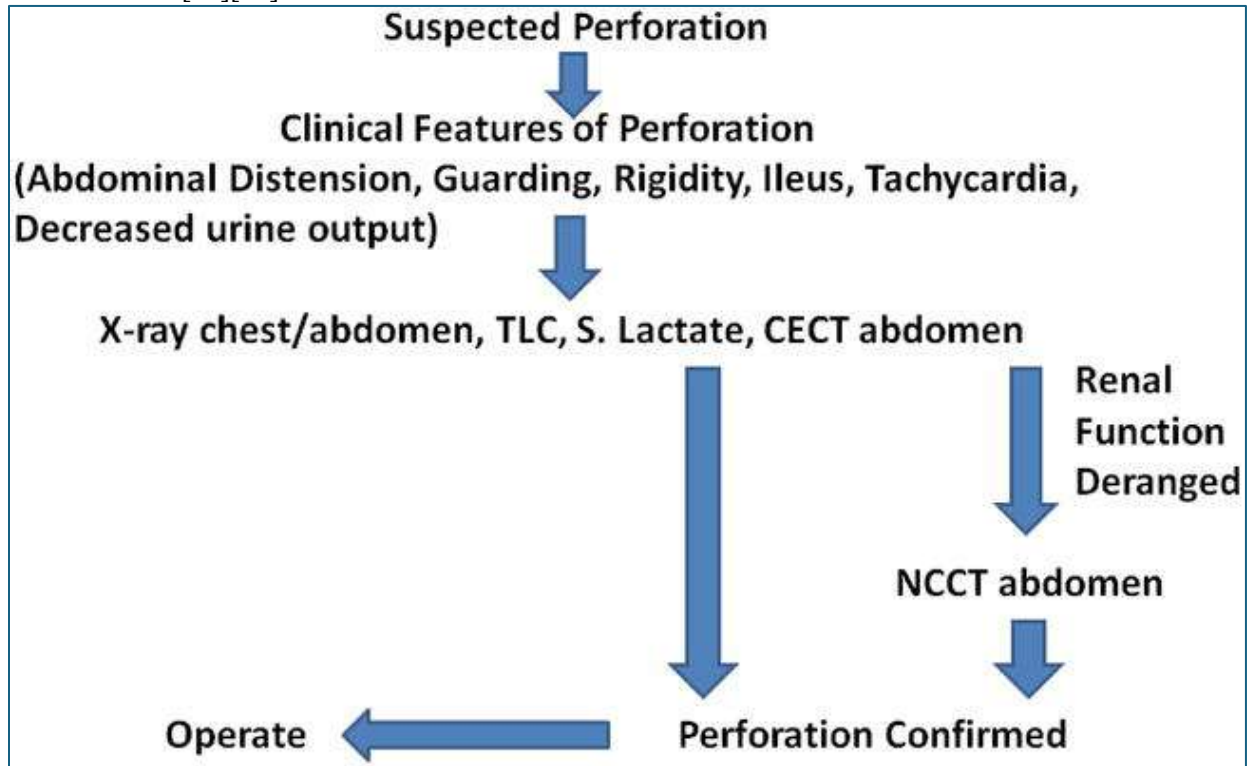 Suspected Perforation
Clinical Features of Perforation
(Abdominal Distension, Guarding, Rigidity, Ileus, Tachycardia,
Decreased urine output)
X-ray chest/abdomen, TLC, S. Lactate, CECT abdomen
Renal
Function
Deranged
NCCT abdomen
Operate
Perforation Confirmed